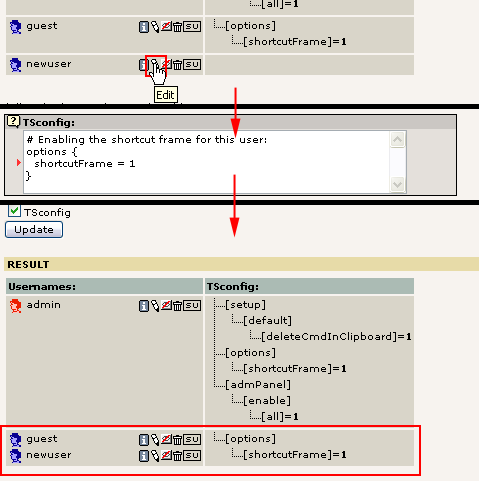 [all]=1
guest i SU [options]
[shortcutFrame]=1
newuser i SU
Edit
? TSconfig:
# Enabling the shortcut frame for this user:
options {
shortcutFrame = 1
}
TSconfig
Update
RESULT
Usernames: TSconfig:
admin i SU [setup]
[default]
[deleteCmdInClipboard]=1
[options]
[shortcutFrame]=1
[admPanel]
[enable]
[all]=1
guest i SU [options]
newuser i SU [shortcutFrame]=1